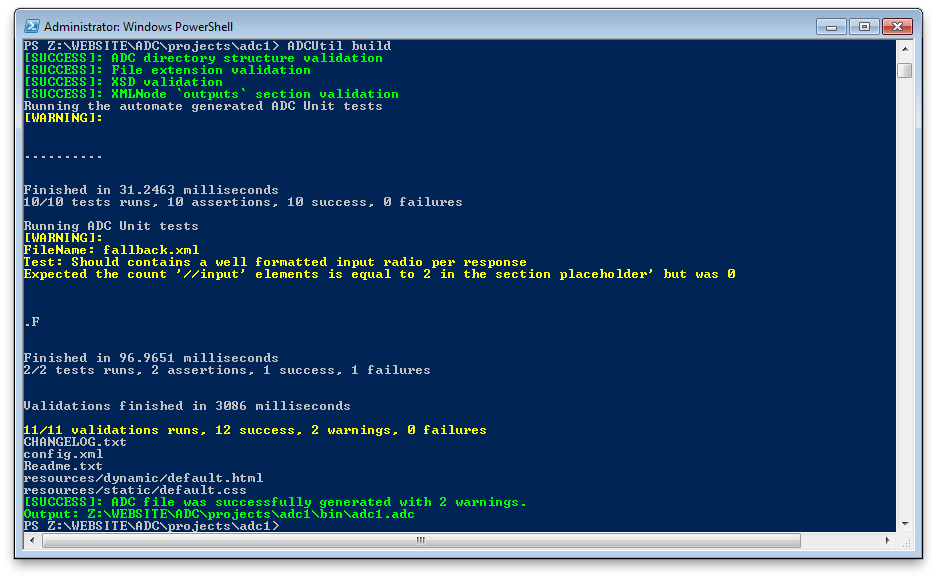 Administrator: Windows PowerShell
PS Z:\WEBSITE\ADC\projects\adc1> ADCUtil build
[SUCCESS]: ADC directory structure validation
[SUCCESS]: File extension validation
[SUCCESS]: XSD validation
[SUCCESS]: XMLNode `outputs` section validation
Running the automate generated ADC Unit tests
[WARNING]:
..........
Finished in 31.2463 milliseconds
10/10 tests runs, 10 assertions, 10 success, 0 failures
Running ADC Unit tests
[WARNING]:
FileName: fallback.xml
Test: Should contains a well formatted input radio per response
Expected the count '//input' elements is equal to 2 in the section placeholder' but was 0
.F
Finished in 96.9651 milliseconds
2/2 tests runs, 2 assertions, 1 success, 1 failures
Validations finished in 3086 milliseconds
11/11 validations runs, 12 success, 2 warnings, 0 failures
CHANGELOG.txt
config.xml
Readme.txt
resources/dynamic/default.html
resources/static/default.css
[SUCCESS]: ADC file was successfully generated with 2 warnings.
Output: Z:\WEBSITE\ADC\projects\adc1\bin\adc1.adc
PS Z:\WEBSITE\ADC\projects\adc1>